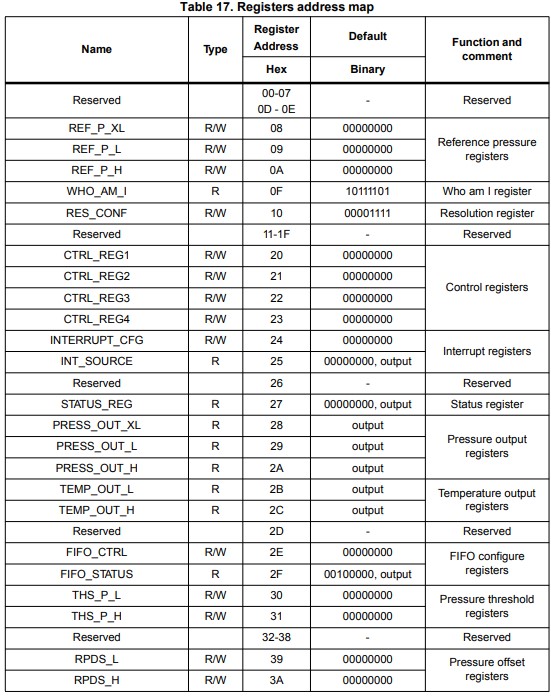 Table 17. Registers address map
Name Type Register Address Default Function and comment
Hex Binary
Reserved 00-07 0D - 0E - Reserved
REF_P_XL R/W 08 00000000 Reference pressure registers
REF_P_L R/W 09 00000000
REF_P_H R/W 0A 00000000
WHO_AM_I R 0F 10111101 Who am I register
RES_CONF R/W 10 00001111 Resolution register
Reserved 11-1F - Reserved
CTRL_REG1 R/W 20 00000000 Control registers
CTRL_REG2 R/W 21 00000000
CTRL_REG3 R/W 22 00000000
CTRL_REG4 R/W 23 00000000
INTERRUPT_CFG R/W 24 00000000 Interrupt registers
INT_SOURCE R 25 00000000, output
Reserved 26 - Reserved
STATUS_REG R 27 00000000, output Status register
PRESS_OUT_XL R 28 output Pressure output registers
PRESS_OUT_L R 29 output
PRESS_OUT_H R 2A output
TEMP_OUT_L R 2B output Temperature output registers
TEMP_OUT_H R 2C output
Reserved 2D - Reserved
FIFO_CTRL R/W 2E 00000000 FIFO configure registers
FIFO_STATUS R 2F 00100000, output
THS_P_L R/W 30 00000000 Pressure threshold registers
THS_P_H R/W 31 00000000
Reserved 32-38 - Reserved
RPDS_L R/W 39 00000000 Pressure offset registers
RPDS_H R/W 3A 00000000